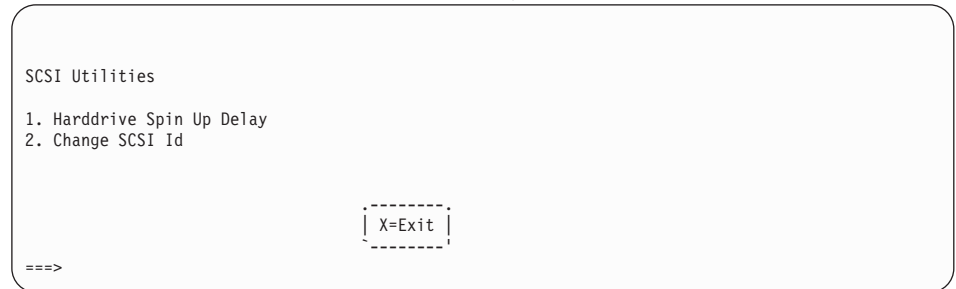 SCSI Utilities
1. Harddrive Spin Up Delay
2. Change SCSI Id
X=Exit
===>